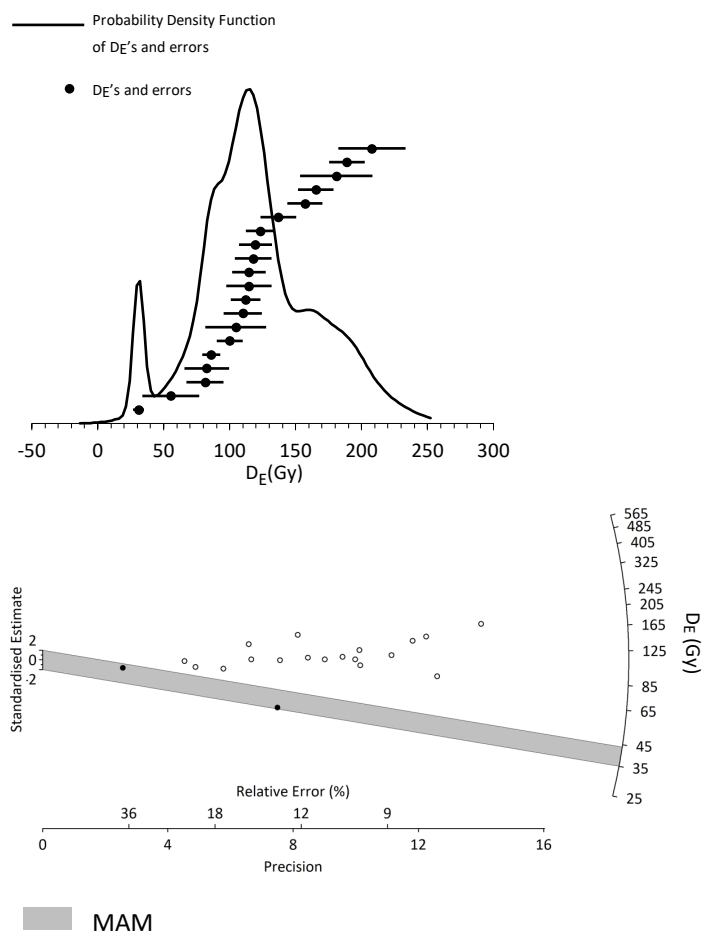 Probability Density Function
of DE's and errors
DE's and errors
-50 0 50 100 150 200 250 300
DE(Gy)
565
485
405
325
245
205
165
125
85
65
45
35
25
DE (Gy)
Standardised Estimate
2
0
-2
Relative Error (%)
36 18 12 9
0 4 8 12 16
Precision
MAM